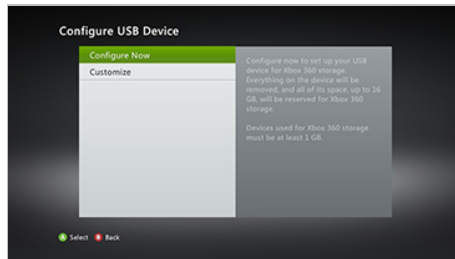 Configure USB Device
Configure Now
Customize
Configure now to set up your USB
device for Xbox 360 storage.
Everything on the device will be
removed, and all of its space, up to 16
GB, will be reserved for Xbox 360
storage.
Devices used for Xbox 360 storage
must be at least 1 GB.
A Select B Back